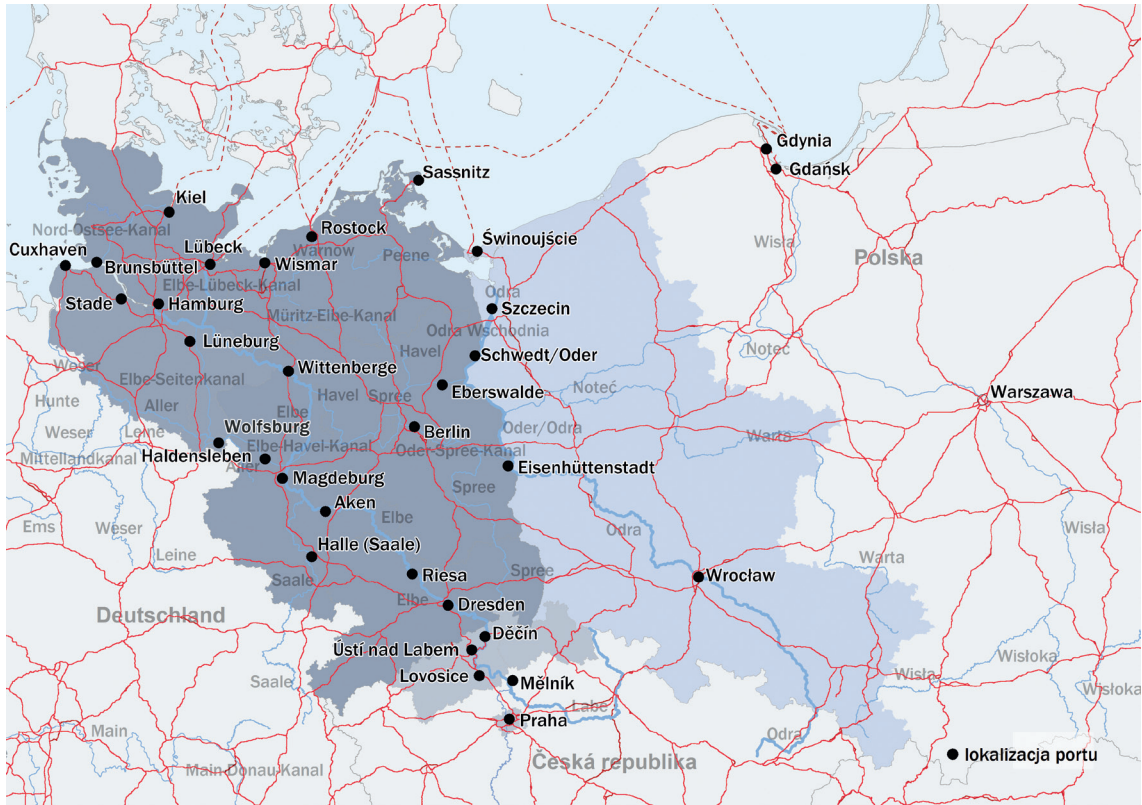 Gdynia
Gdańsk
Sassnitz
Kiel
Nord-Ostsee-Kanal
Rostock
Wisła
Świnoujście
Warnow
Peene
Polska
Cuxhaven
Lübeck
Brunsbüttel
Wismar
Elbe-Lübeck-Kanal
Odra
Stade
Hamburg
Szczecin
Müritz-Elbe-Kanal
Odra Wschodnia
Lüneburg
Havel
Schwedt/Oder
Noteć
Weser
Wittenberge
Elbe-Seitenkanal
Havel
Spree
Eberswalde
Noteć
Warszawa
Hunte
Aller
Elbe
Weser
Leine
Wolfsburg
Berlin
Oder/Odra
Warta
Elbe-Havel-Kanal
Oder-Spree-Kanal
Mittellandkanal
Haldensleben
Aller
Eisenhüttenstadt
Magdeburg
Spree
Aken
Elbe
Ems
Weser
Odra
Wisła
Leine
Halle (Saale)
Warta
Saale
Riesa
Spree
Wrocław
Elbe
Dresden
Deutschland
Děčín
Ústí nad Labem
Wisłoka
Lovosice
Mělník
Wisła
Saale
Wisłoka
Labe
Praha
Main
Odra
Main-Donau-Kanal
Česká republika
lokalizacja portu